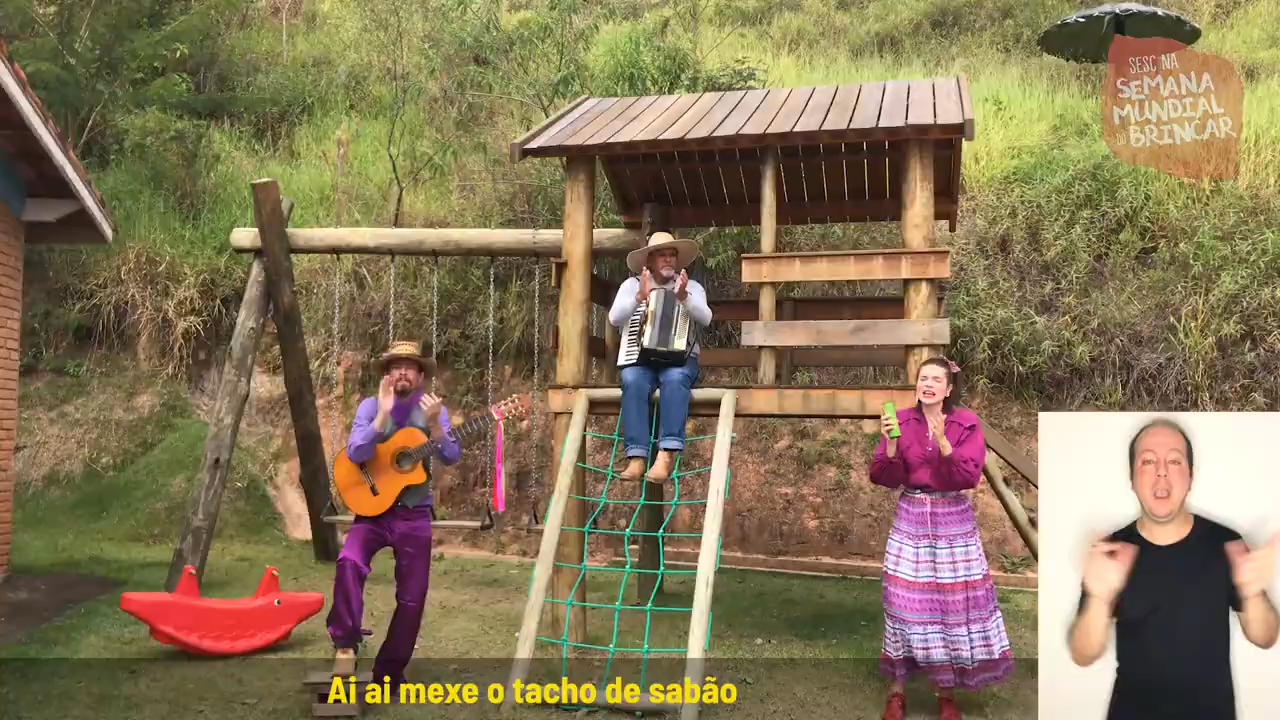 SESC NA
SEMANA
MUNDIAL
DO BRINCAR
Ai ai mexe o tacho de sabão